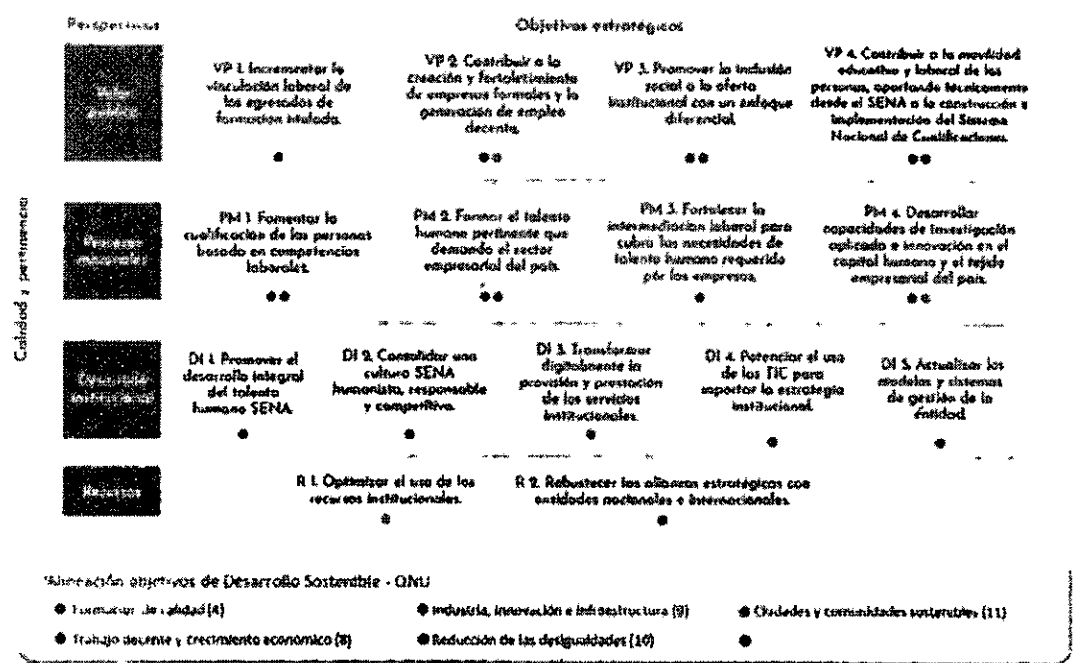 Perspectivas
Objetivos estratégicos
Calidad y pertinencia
VP 1. Incrementar la
vinculación laboral de
los egresados de
formación titulada.
VP 2. Contribuir a la
creación y fortalecimiento
de empresas formales y la
generación de empleo
decente.
VP 3. Promover la inclusión
social a la oferta
institucional con un enfoque
diferencial.
VP 4. Contribuir a la movilidad
educativa y laboral de las
personas, aportando técnicamente
desde el SENA a la construcción e
implementación del Sistema
Nacional de Cualificaciones.
PM 1. Fomentar la
cualificación de las personas
basado en competencias
laborales.
PM 2. Formar el talento
humano pertinente que
demanda el sector
empresarial del país.
PM 3. Fortalecer la
intermediación laboral para
cubrir las necesidades de
talento humano requerido
por las empresas.
PM 4. Desarrollar
capacidades de investigación
aplicada e innovación en el
capital humano y el tejido
empresarial del país.
DI 1. Promover el
desarrollo integral
del talento
humano SENA.
DI 2. Consolidar una
cultura SENA
humanista, responsable
y competitiva.
DI 3. Transformar
digitalmente la
provisión y prestación
de los servicios
institucionales.
DI 4. Potenciar el uso
de las TIC para
soportar la estrategia
institucional.
DI 5. Actualizar los
modelos y sistemas
de gestión de la
Entidad.
Recursos
R 1. Optimizar el uso de los
recursos institucionales.
R 2. Robustecer las alianzas estratégicas con
entidades nacionales e internacionales.
*Alineación objetivos de Desarrollo Sostenible - ONU
Formación de calidad (4)
Industria, innovación e infraestructura (9)
Ciudades y comunidades sostenibles (11)
Trabajo decente y crecimiento económico (8)
Reducción de las desigualdades (10)